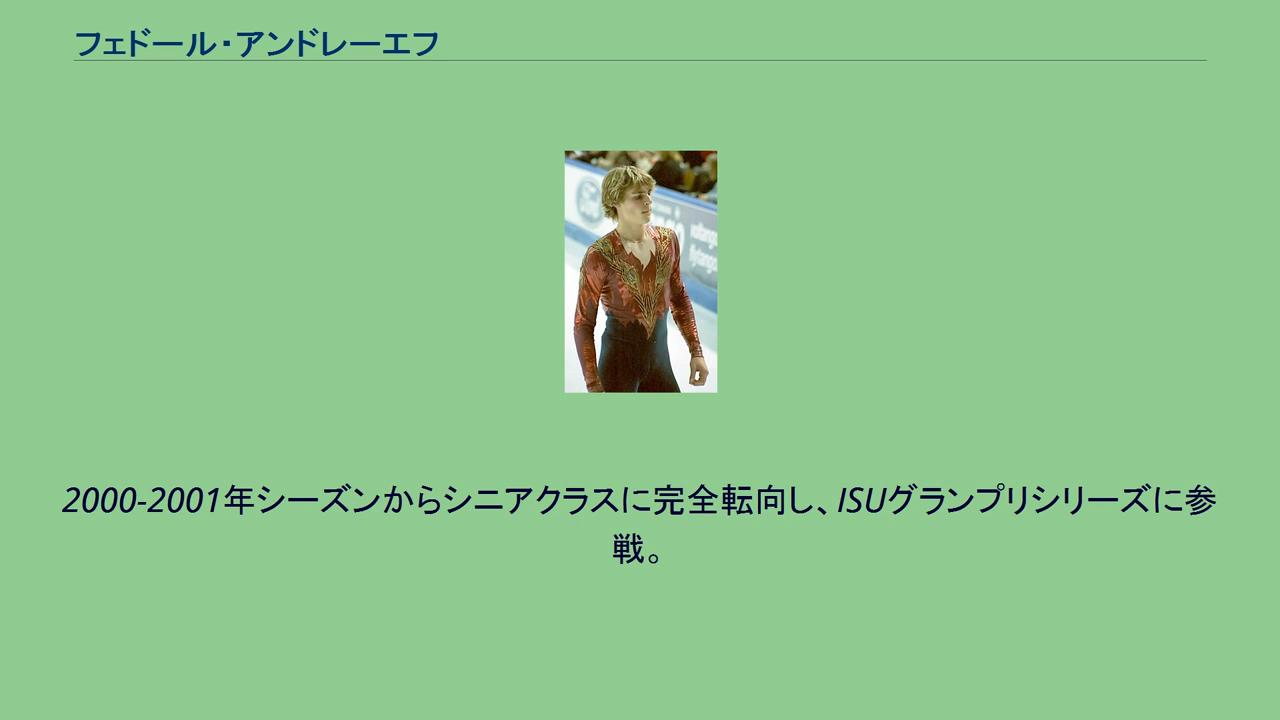 フェドール・アンドレーエフ
2000-2001年シーズンからシニアクラスに完全転向し、ISUグランプリシリーズに参
戦。